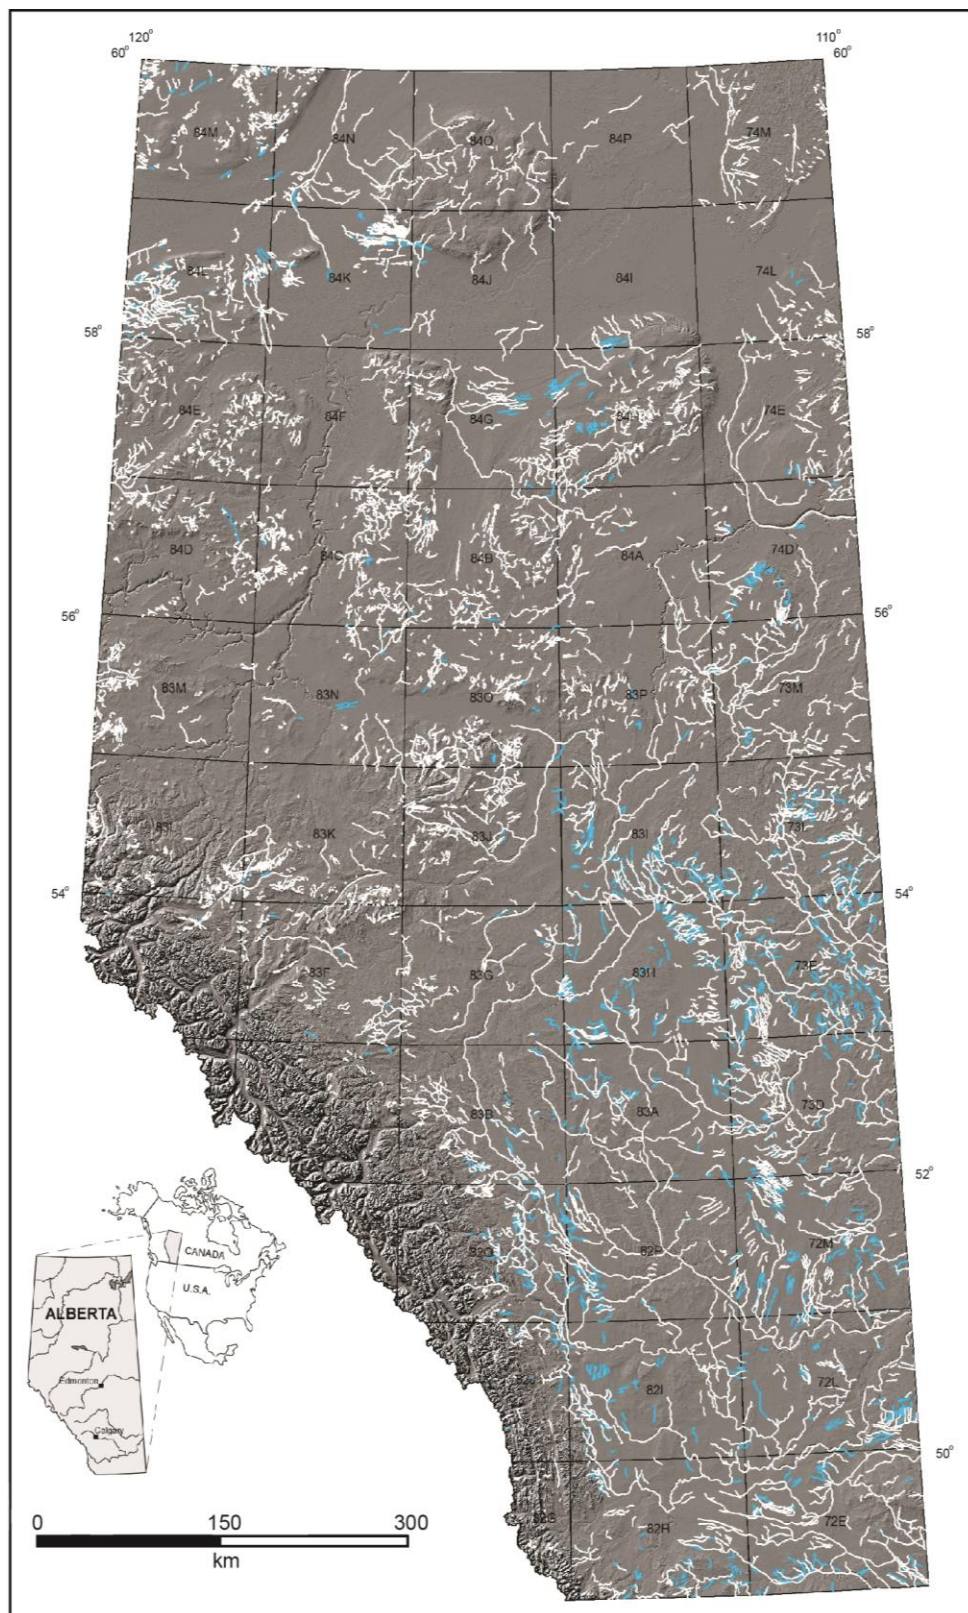 120° 110°
60° 60°
84M 84N 84O 84P 74M
84L 84K 84J 84I 74L
58° 58°
84E 84F 84G 84H 74E
84D 84C 84B 84A 74D
56° 56°
83M 83N 83O 83P 73M
83L 83K 83J 83I 73L
54° 54°
83F 83G 83H 73E
83B 83A 73D
52°
82O 82P 72M
CANADA
U.S.A.
ALBERTA
Edmonton
Calgary
82I 72L
50°
82G 82H 72E
0 150 300
km